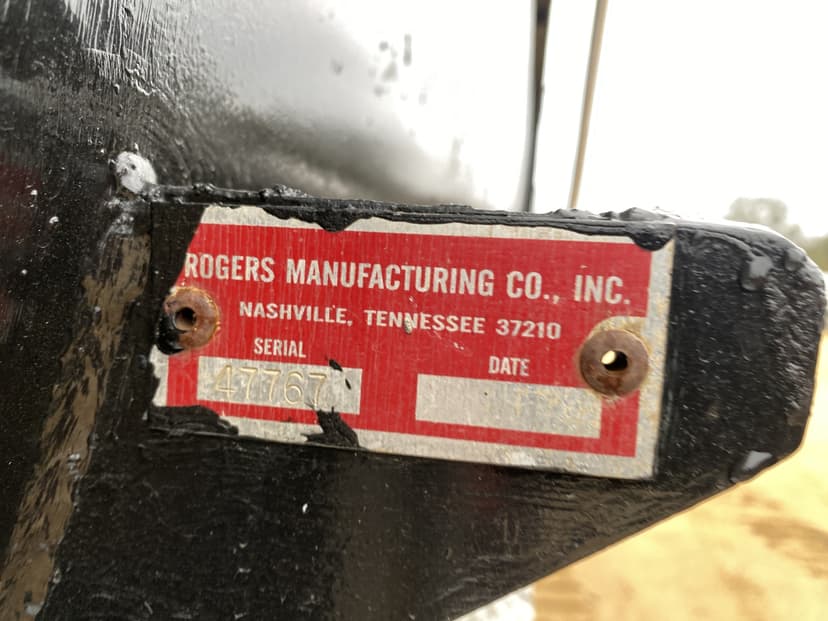 ROGERS MANUFACTURING CO., INC.
NASHVILLE, TENNESSEE 37210
SERIAL
47767
DATE